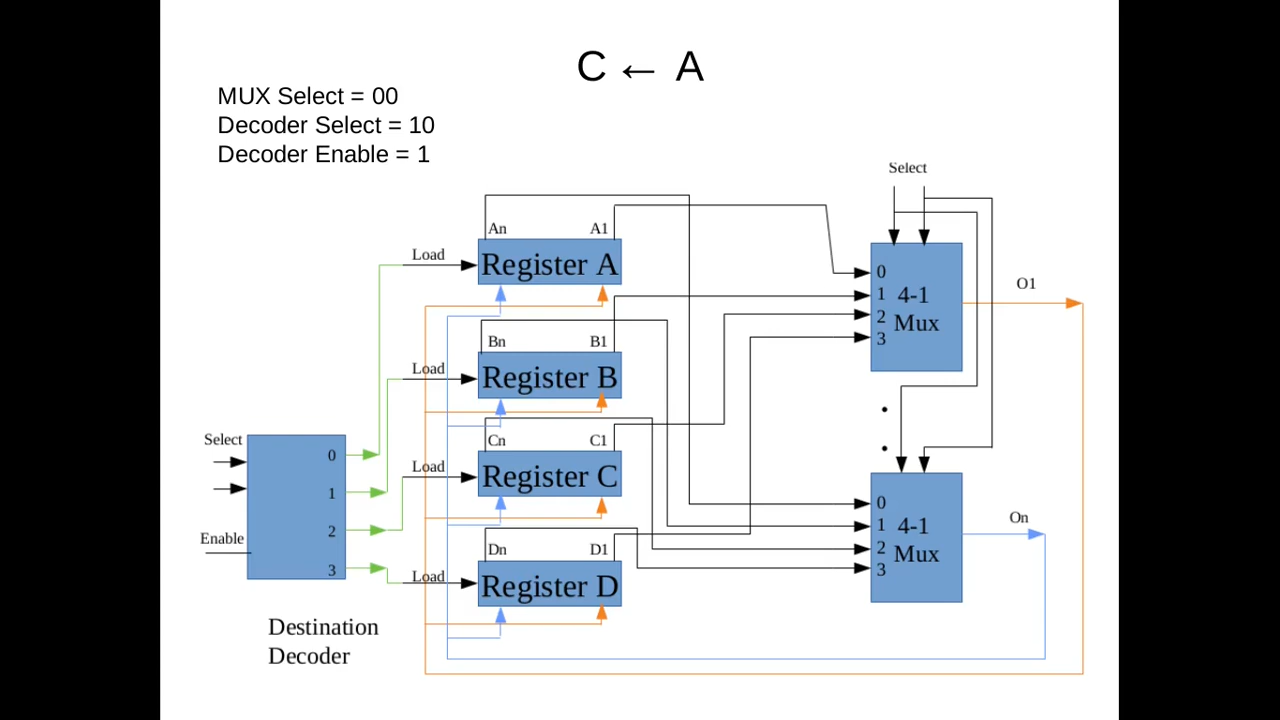 C ← A
MUX Select = 00
Decoder Select = 10
Decoder Enable = 1
Select
An A1
Load
Register A
0
1
2
3
4-1
Mux
O1
Bn B1
Load
Register B
Cn C1
Load
Register C
Select
Enable
0
1
2
3
Dn D1
Load
Register D
0
1
2
3
4-1
Mux
On
Destination
Decoder